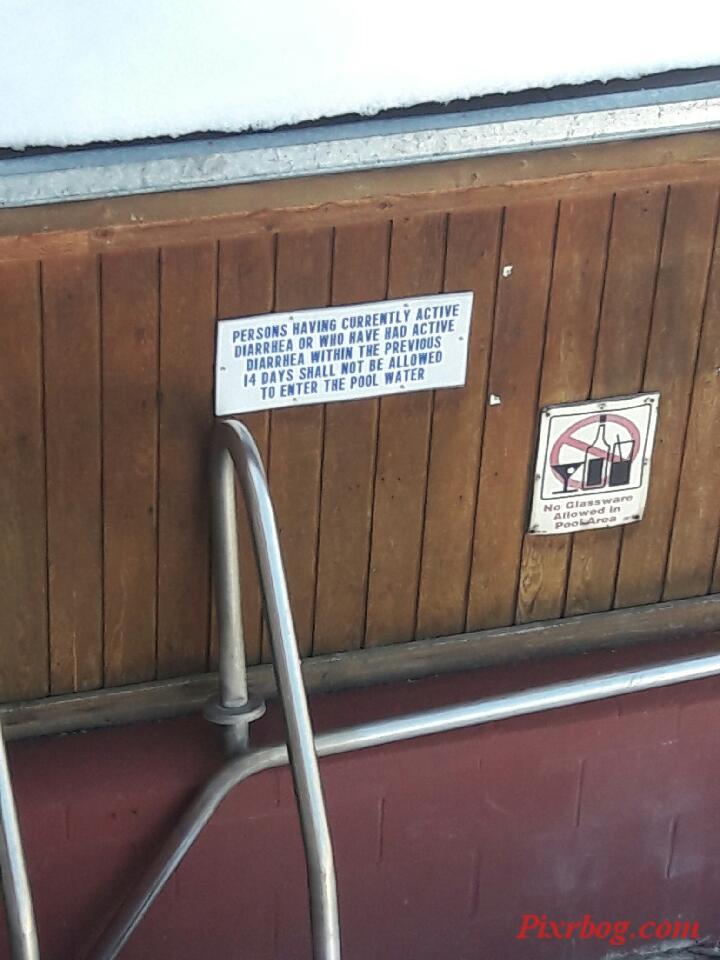 PERSONS HAVING CURRENTLY ACTIVE
DIARRHEA OR WHO HAVE HAD ACTIVE
DIARRHEA WITHIN THE PREVIOUS
14 DAYS SHALL NOT BE ALLOWED
TO ENTER THE POOL WATER
No Glassware
Allowed in
Pool Area
Pixrbog.com